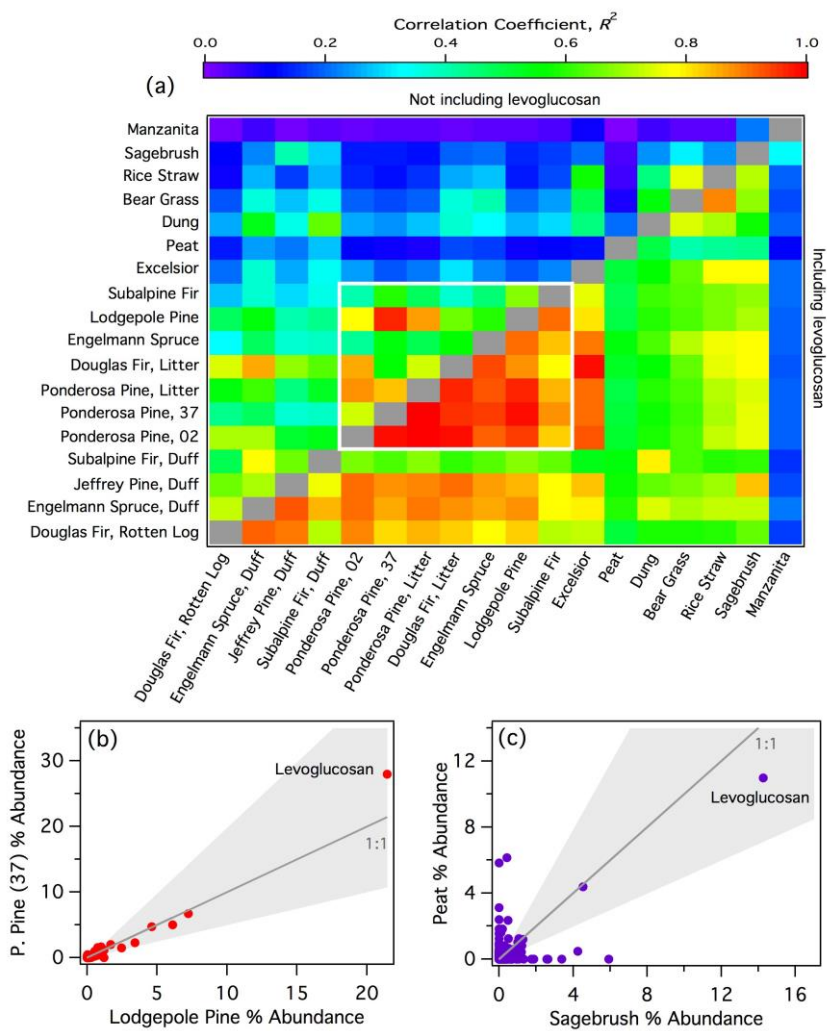 Correlation Coefficient, R²
0.0 0.2 0.4 0.6 0.8 1.0
(a)
Not including levoglucosan
Manzanita
Sagebrush
Rice Straw
Bear Grass
Dung
Peat
Excelsior
Subalpine Fir
Lodgepole Pine
Engelmann Spruce
Douglas Fir, Litter
Ponderosa Pine, Litter
Ponderosa Pine, 37
Ponderosa Pine, 02
Subalpine Fir, Duff
Jeffrey Pine, Duff
Engelmann Spruce, Duff
Douglas Fir, Rotten Log
Including levoglucosan
Douglas Fir, Rotten Log
Engelmann Spruce, Duff
Jeffrey Pine, Duff
Subalpine Fir, Duff
Ponderosa Pine, 02
Ponderosa Pine, 37
Ponderosa Pine, Litter
Douglas Fir, Litter
Engelmann Spruce
Lodgepole Pine
Subalpine Fir
Excelsior
Peat
Dung
Bear Grass
Rice Straw
Sagebrush
Manzanita
(b)
P. Pine (37) % Abundance
30
20
10
0
Levoglucosan
1:1
0 5 10 15 20
Lodgepole Pine % Abundance
(c)
Peat % Abundance
12
8
4
0
1:1
Levoglucosan
0 4 8 12 16
Sagebrush % Abundance